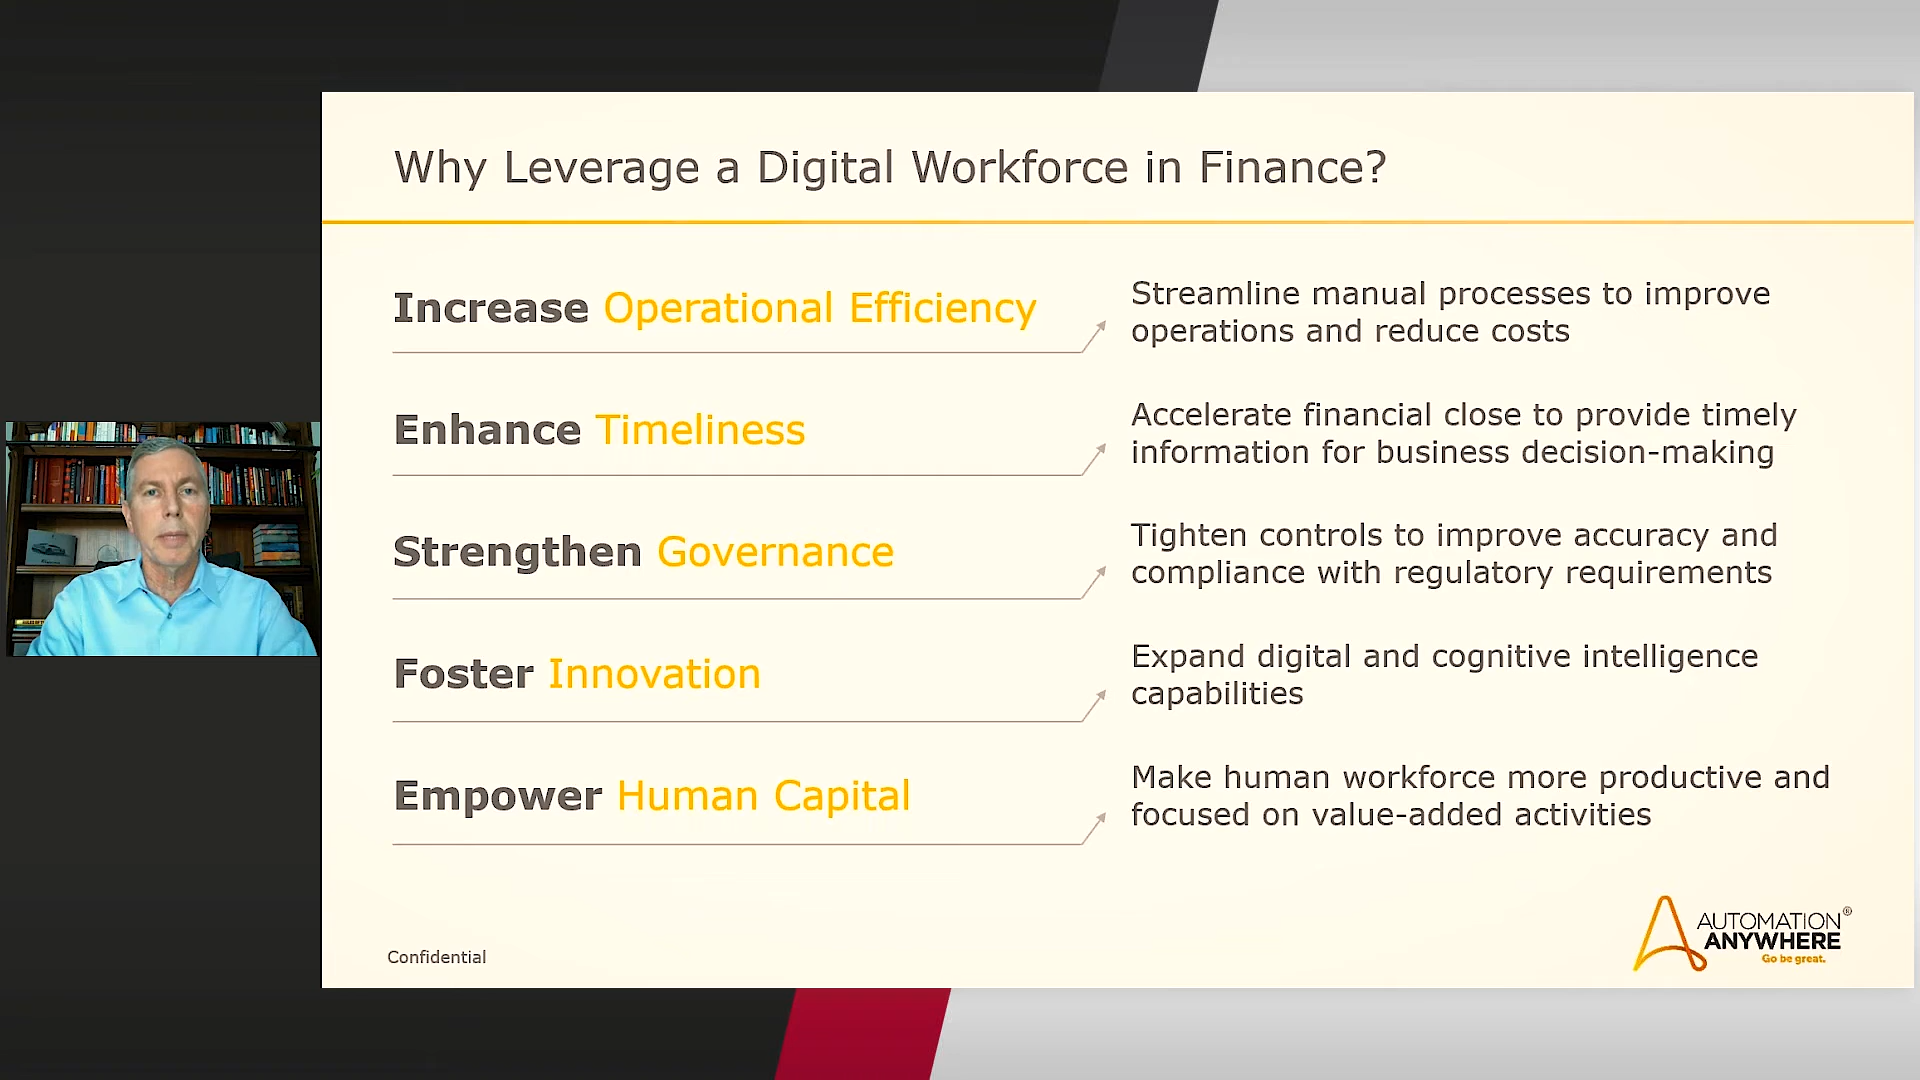 Why Leverage a Digital Workforce in Finance?
Increase Operational Efficiency
Streamline manual processes to improve
operations and reduce costs
Enhance Timeliness
Accelerate financial close to provide timely
information for business decision-making
Strengthen Governance
Tighten controls to improve accuracy and
compliance with regulatory requirements
Foster Innovation
Expand digital and cognitive intelligence
capabilities
Empower Human Capital
Make human workforce more productive and
focused on value-added activities
Confidential
AUTOMATION®
ANYWHERE
Go be great.